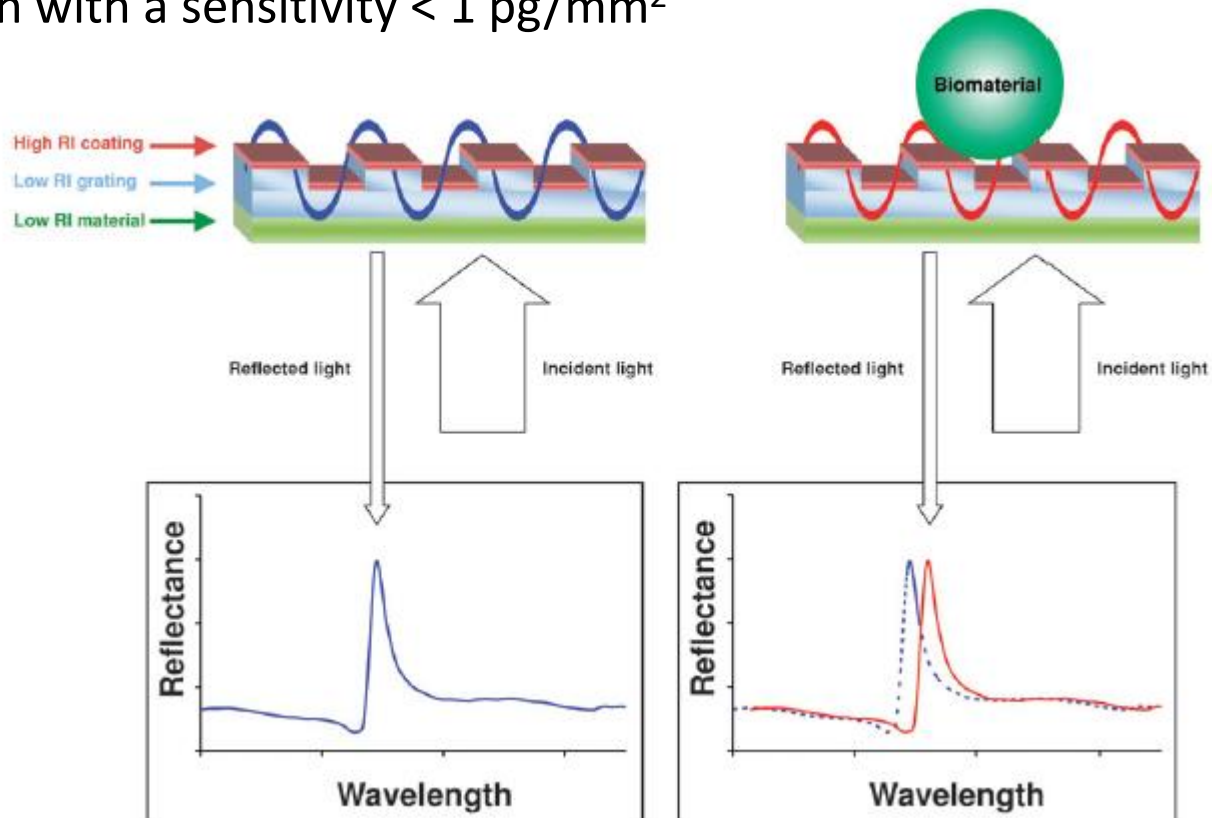 with a sensitivity < 1 pg/mm²
Biomaterial
High RI coating
Low RI grating
Low RI material
Reflected light
Incident light
Reflected light
Incident light
Reflectance
Wavelength
Reflectance
Wavelength